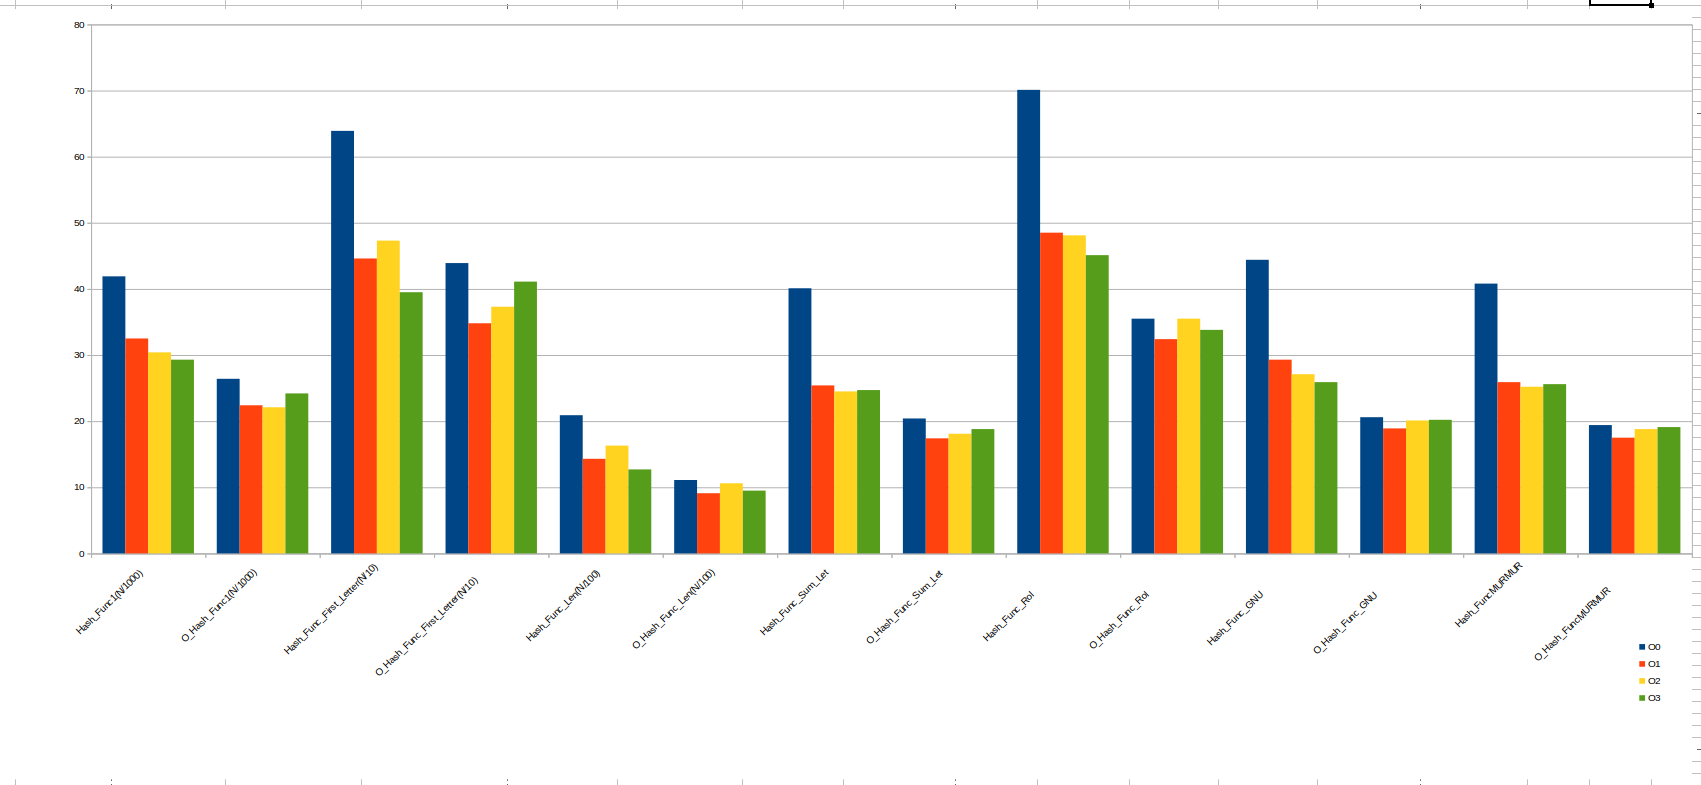 80
70
60
50
40
30
20
10
0
Hash_Func1(N/1000)
O_Hash_Func1(N/1000)
Hash_Func_First_Letter(N/10)
O_Hash_Func_First_Letter(N/10)
Hash_Func_Len(N/100)
O_Hash_Func_Len(N/100)
Hash_Func_Sum_Let
O_Hash_Func_Sum_Let
Hash_Func_Rol
O_Hash_Func_Rol
Hash_Func_GNU
O_Hash_Func_GNU
Hash_FuncMURMUR
O_Hash_FuncMURMUR
O0
O1
O2
O3